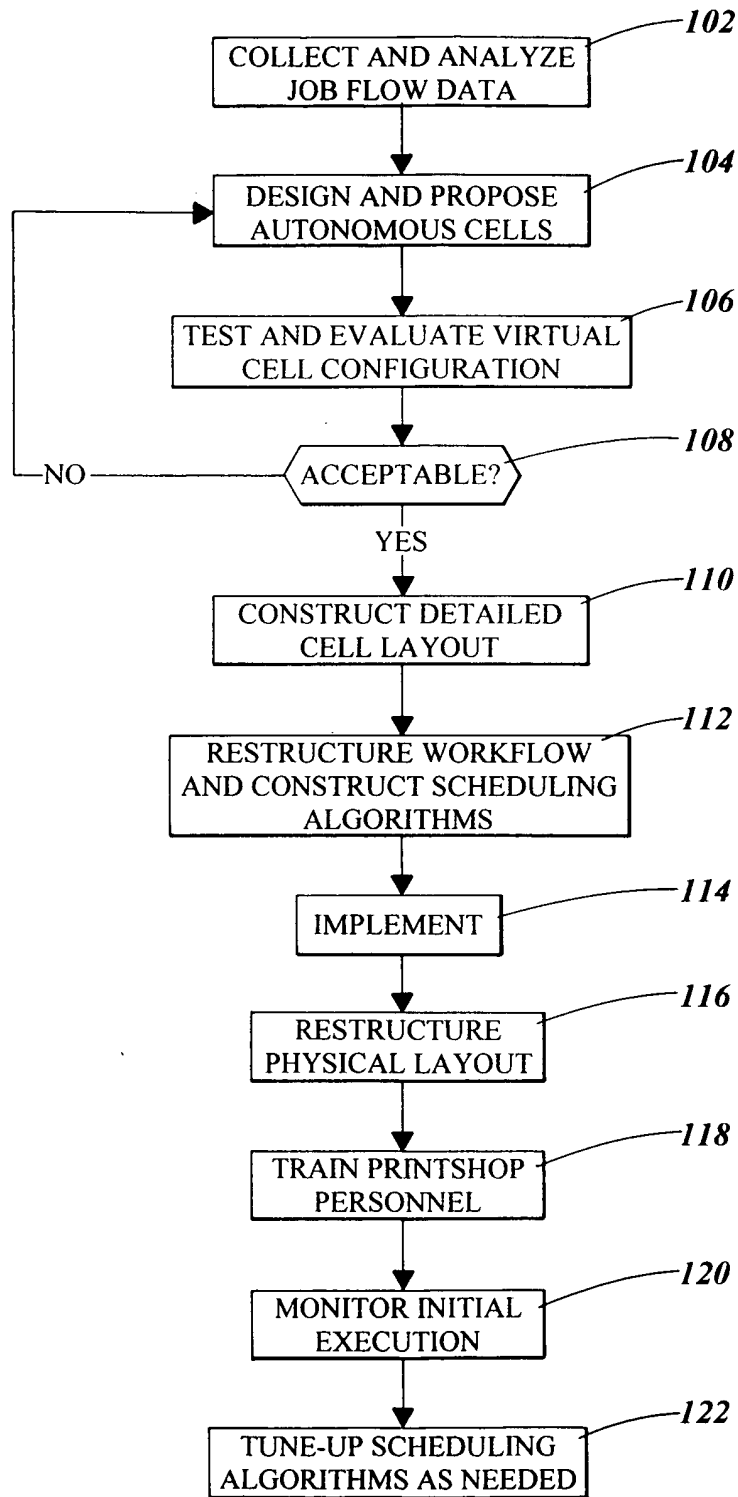 102
COLLECT AND ANALYZE
JOB FLOW DATA
104
DESIGN AND PROPOSE
AUTONOMOUS CELLS
106
TEST AND EVALUATE VIRTUAL
CELL CONFIGURATION
108
NO
ACCEPTABLE?
YES
110
CONSTRUCT DETAILED
CELL LAYOUT
112
RESTRUCTURE WORKFLOW
AND CONSTRUCT SCHEDULING
ALGORITHMS
114
IMPLEMENT
116
RESTRUCTURE
PHYSICAL LAYOUT
118
TRAIN PRINTSHOP
PERSONNEL
120
MONITOR INITIAL
EXECUTION
122
TUNE-UP SCHEDULING
ALGORITHMS AS NEEDED